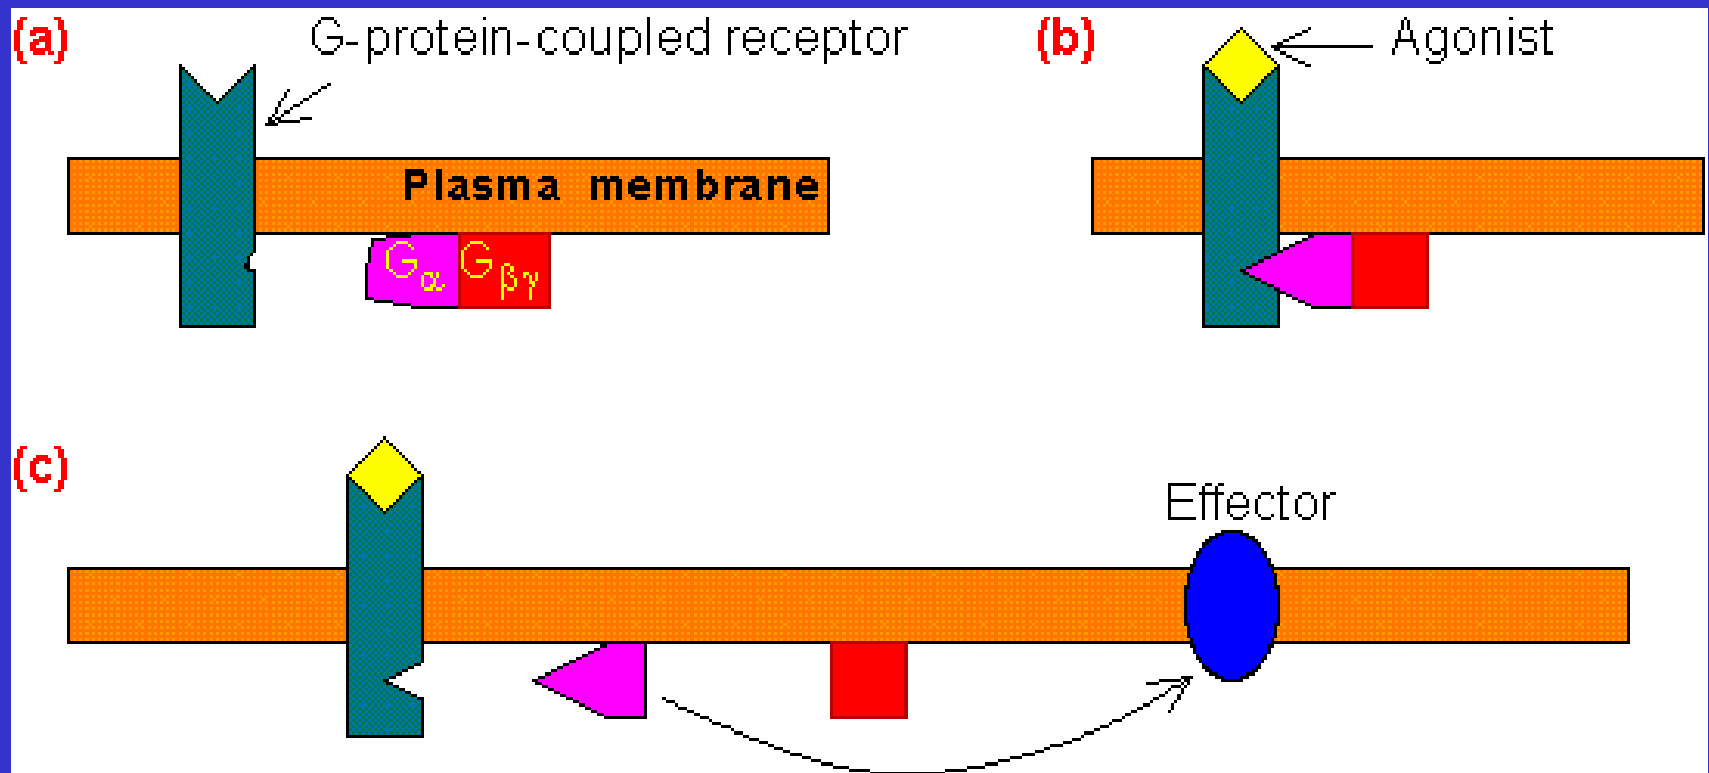 (a)
G-protein-coupled receptor
Plasma membrane
Gα Gβγ
(b)
Agonist
(c)
Effector